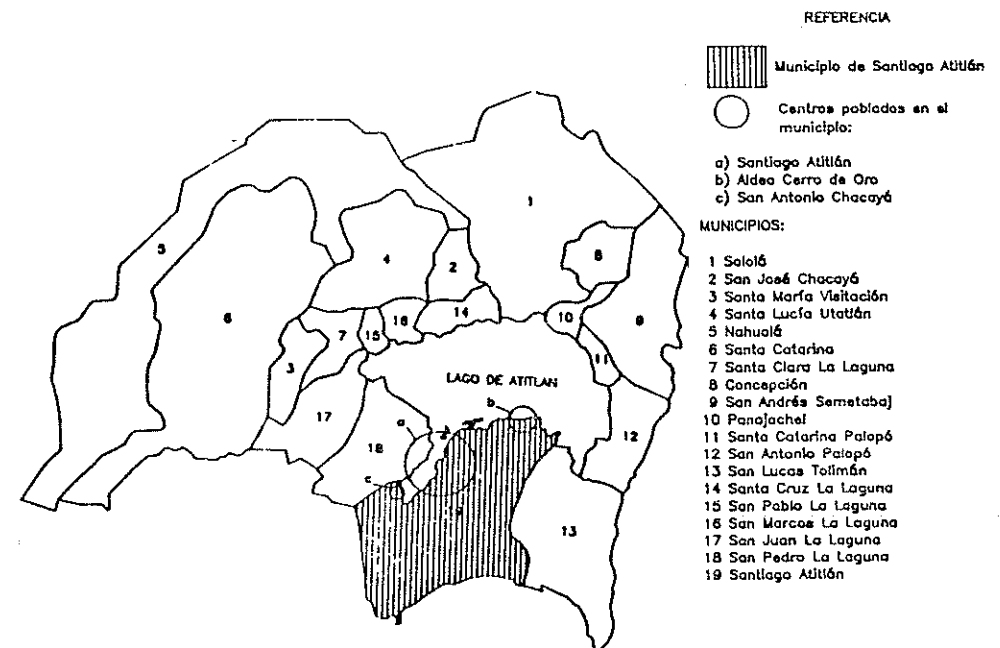 REFERENCIA
Municipio de Santiago Atitlán
Centros poblados en el
municipio:
a) Santiago Atitlán
b) Aldea Cerro de Oro
c) San Antonio Chacayá
MUNICIPIOS:
1 Sololá
2 San José Chacayá
3 Santa María Visitación
4 Santa Lucía Utatlán
5 Nahualá
6 Santa Catarina
7 Santa Clara La Laguna
8 Concepción
9 San Andrés Semetabaj
10 Panajachel
11 Santa Catarina Palopó
12 San Antonio Palopó
13 San Lucas Tolimán
14 Santa Cruz La Laguna
15 San Pablo La Laguna
16 San Marcos La Laguna
17 San Juan La Laguna
18 San Pedro La Laguna
19 Santiago Atitlán
1
5
8
4
2
6
9
10
14
16
15
7
11
3
LAGO DE ATITLAN
b
17
a
12
18
c
13